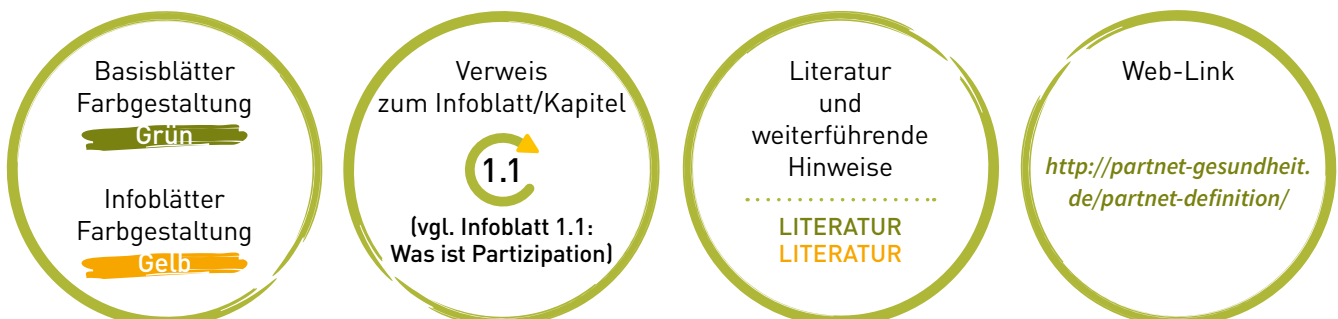 Basisblätter
Farbgestaltung
Grün
Infoblätter
Farbgestaltung
Gelb
Verweis
zum Infoblatt/Kapitel
1.1
(vgl. Infoblatt 1.1:
Was ist Partizipation)
Literatur
und
weiterführende
Hinweise
LITERATUR
LITERATUR
Web-Link
http://partnet-gesundheit.
de/partnet-definition/